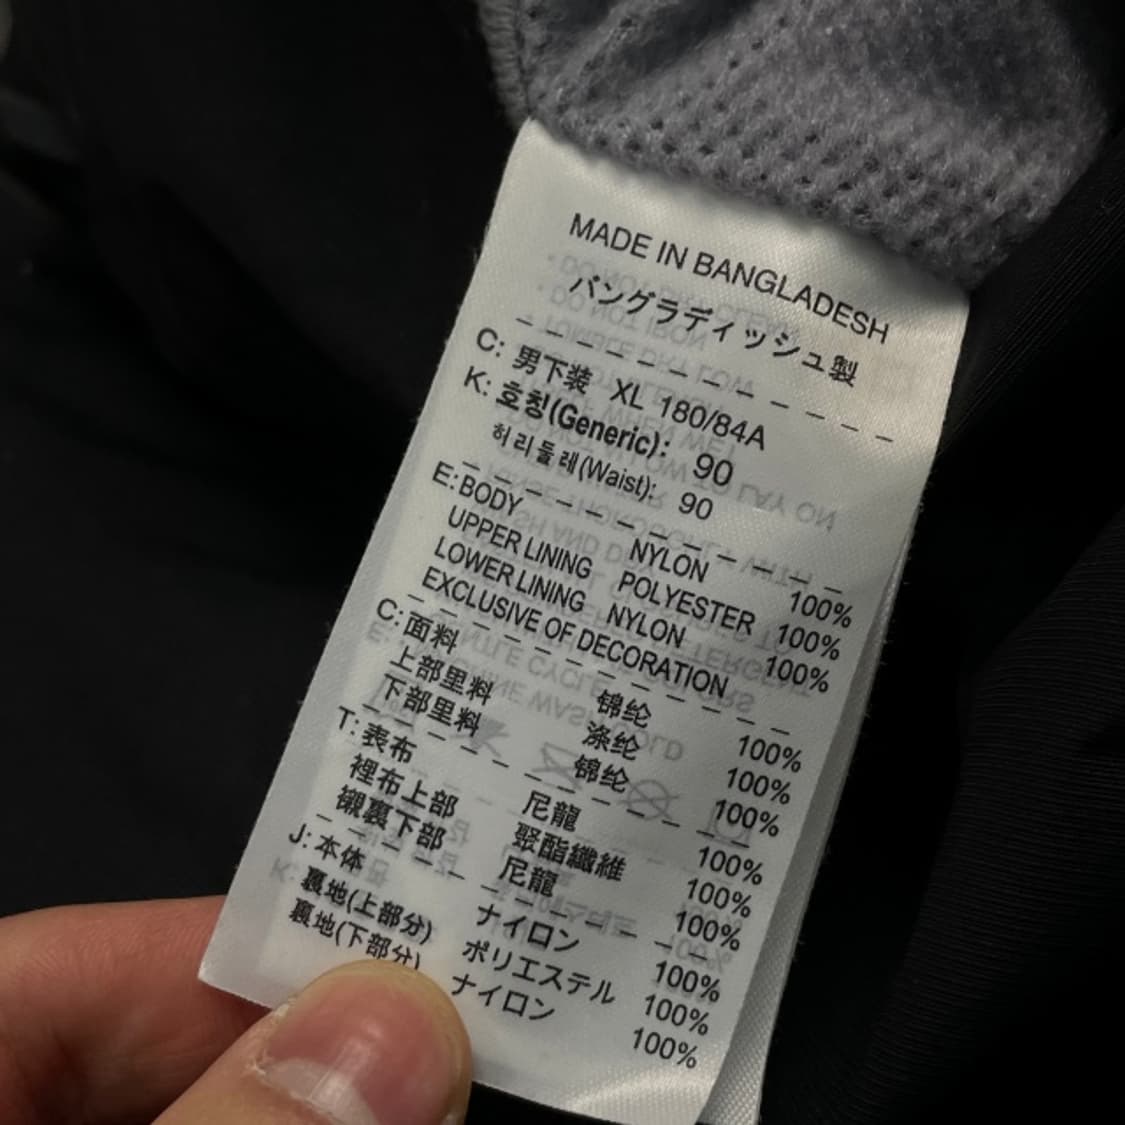 MADE IN BANGLADESH
バングラディッシュ製
C: 男下装 XL 180/84A
K: 호칭(Generic): 90
허리둘레(Waist): 90
E: BODY NYLON 100%
UPPER LINING POLYESTER 100%
LOWER LINING NYLON 100%
EXCLUSIVE OF DECORATION
C: 面料 锦纶 100%
上部里料 涤纶 100%
下部里料 锦纶 100%
T: 表布 尼龍 100%
裡布上部 聚酯纖維 100%
襯裏下部 尼龍 100%
J: 本体 ナイロン 100%
裏地(上部分) ポリエステル 100%
裏地(下部分) ナイロン 100%